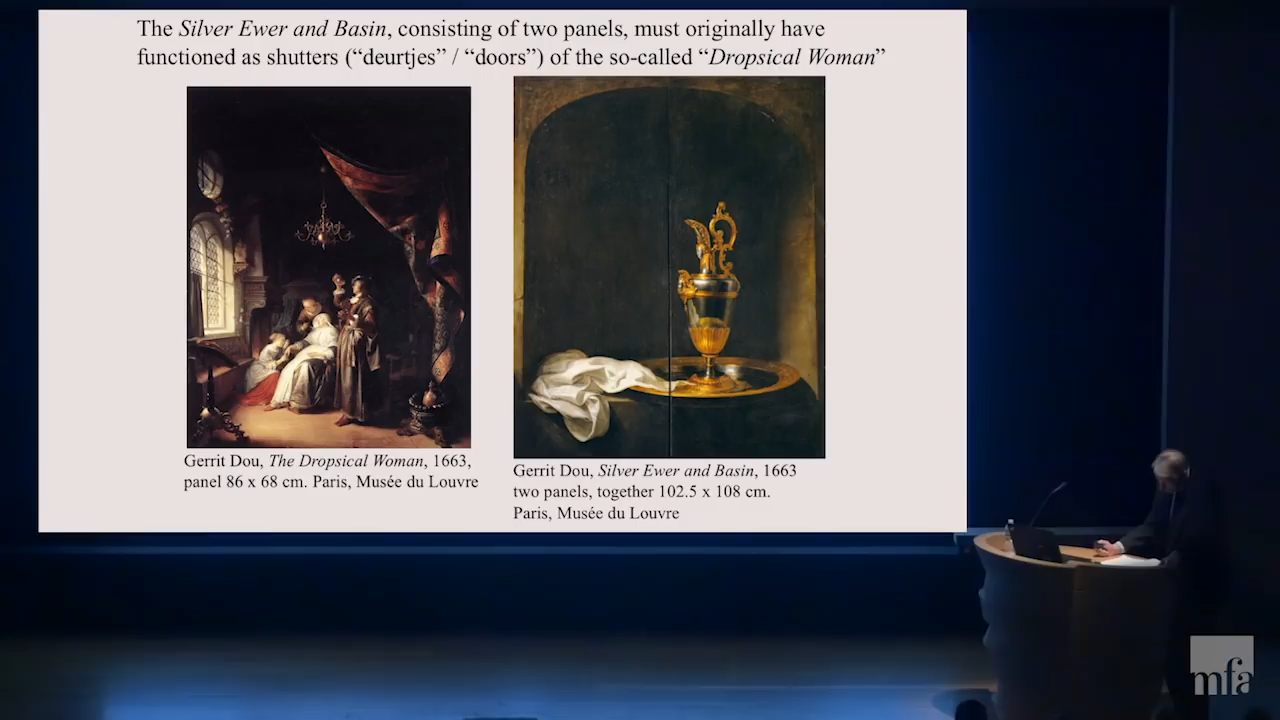 The Silver Ewer and Basin, consisting of two panels, must originally have
functioned as shutters (“deurtjes” / “doors”) of the so-called “Dropsical Woman”
Gerrit Dou, The Dropsical Woman, 1663,
panel 86 x 68 cm. Paris, Musée du Louvre
Gerrit Dou, Silver Ewer and Basin, 1663
two panels, together 102.5 x 108 cm.
Paris, Musée du Louvre
mfa